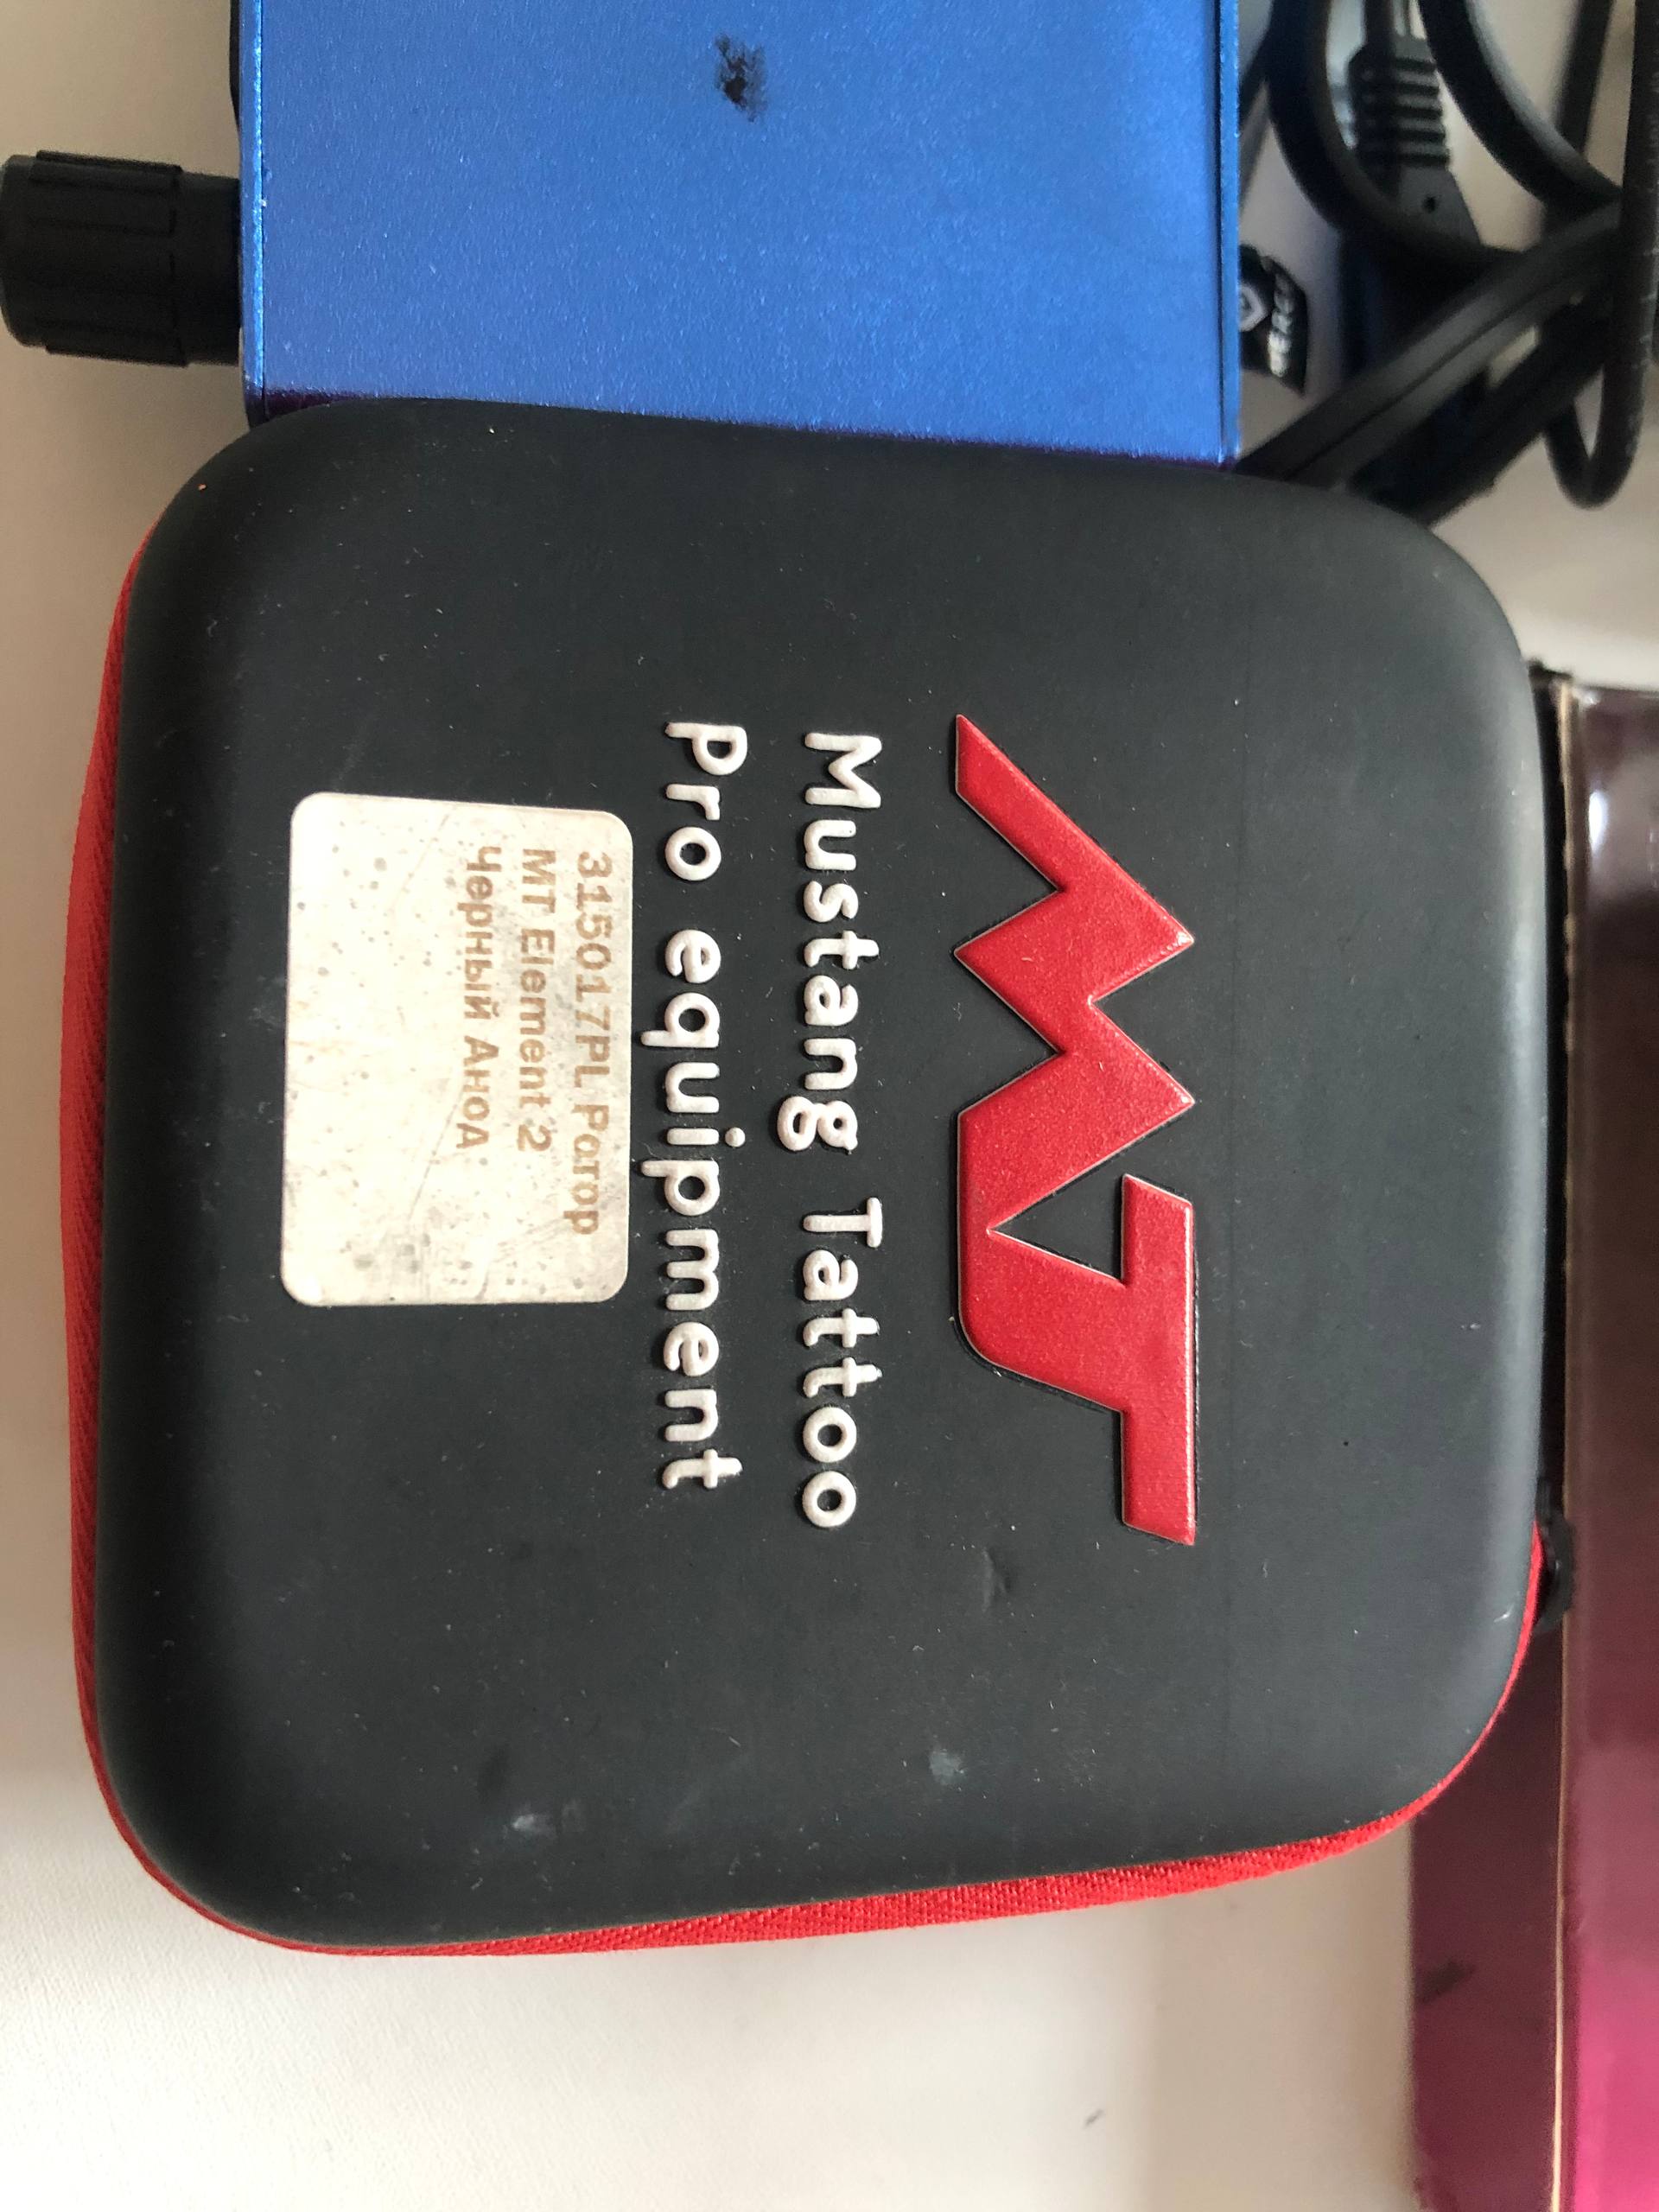 MT
Mustang Tattoo
Pro equipment
315017PL Ротор
MT Element 2
Черный АноА